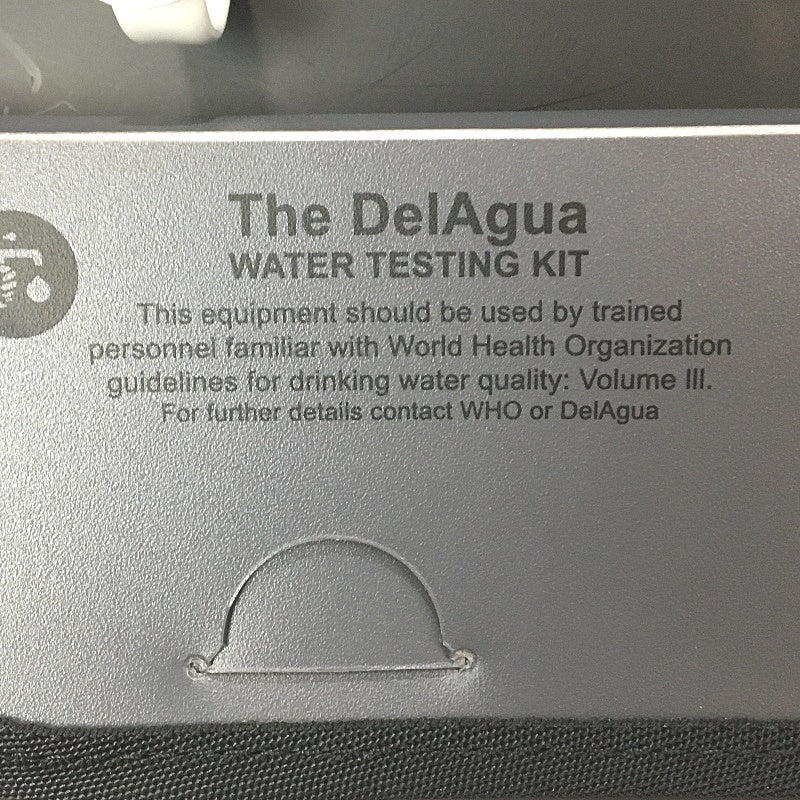 The DelAgua
WATER TESTING KIT
This equipment should be used by trained
personnel familiar with World Health Organization
guidelines for drinking water quality: Volume III.
For further details contact WHO or DelAgua